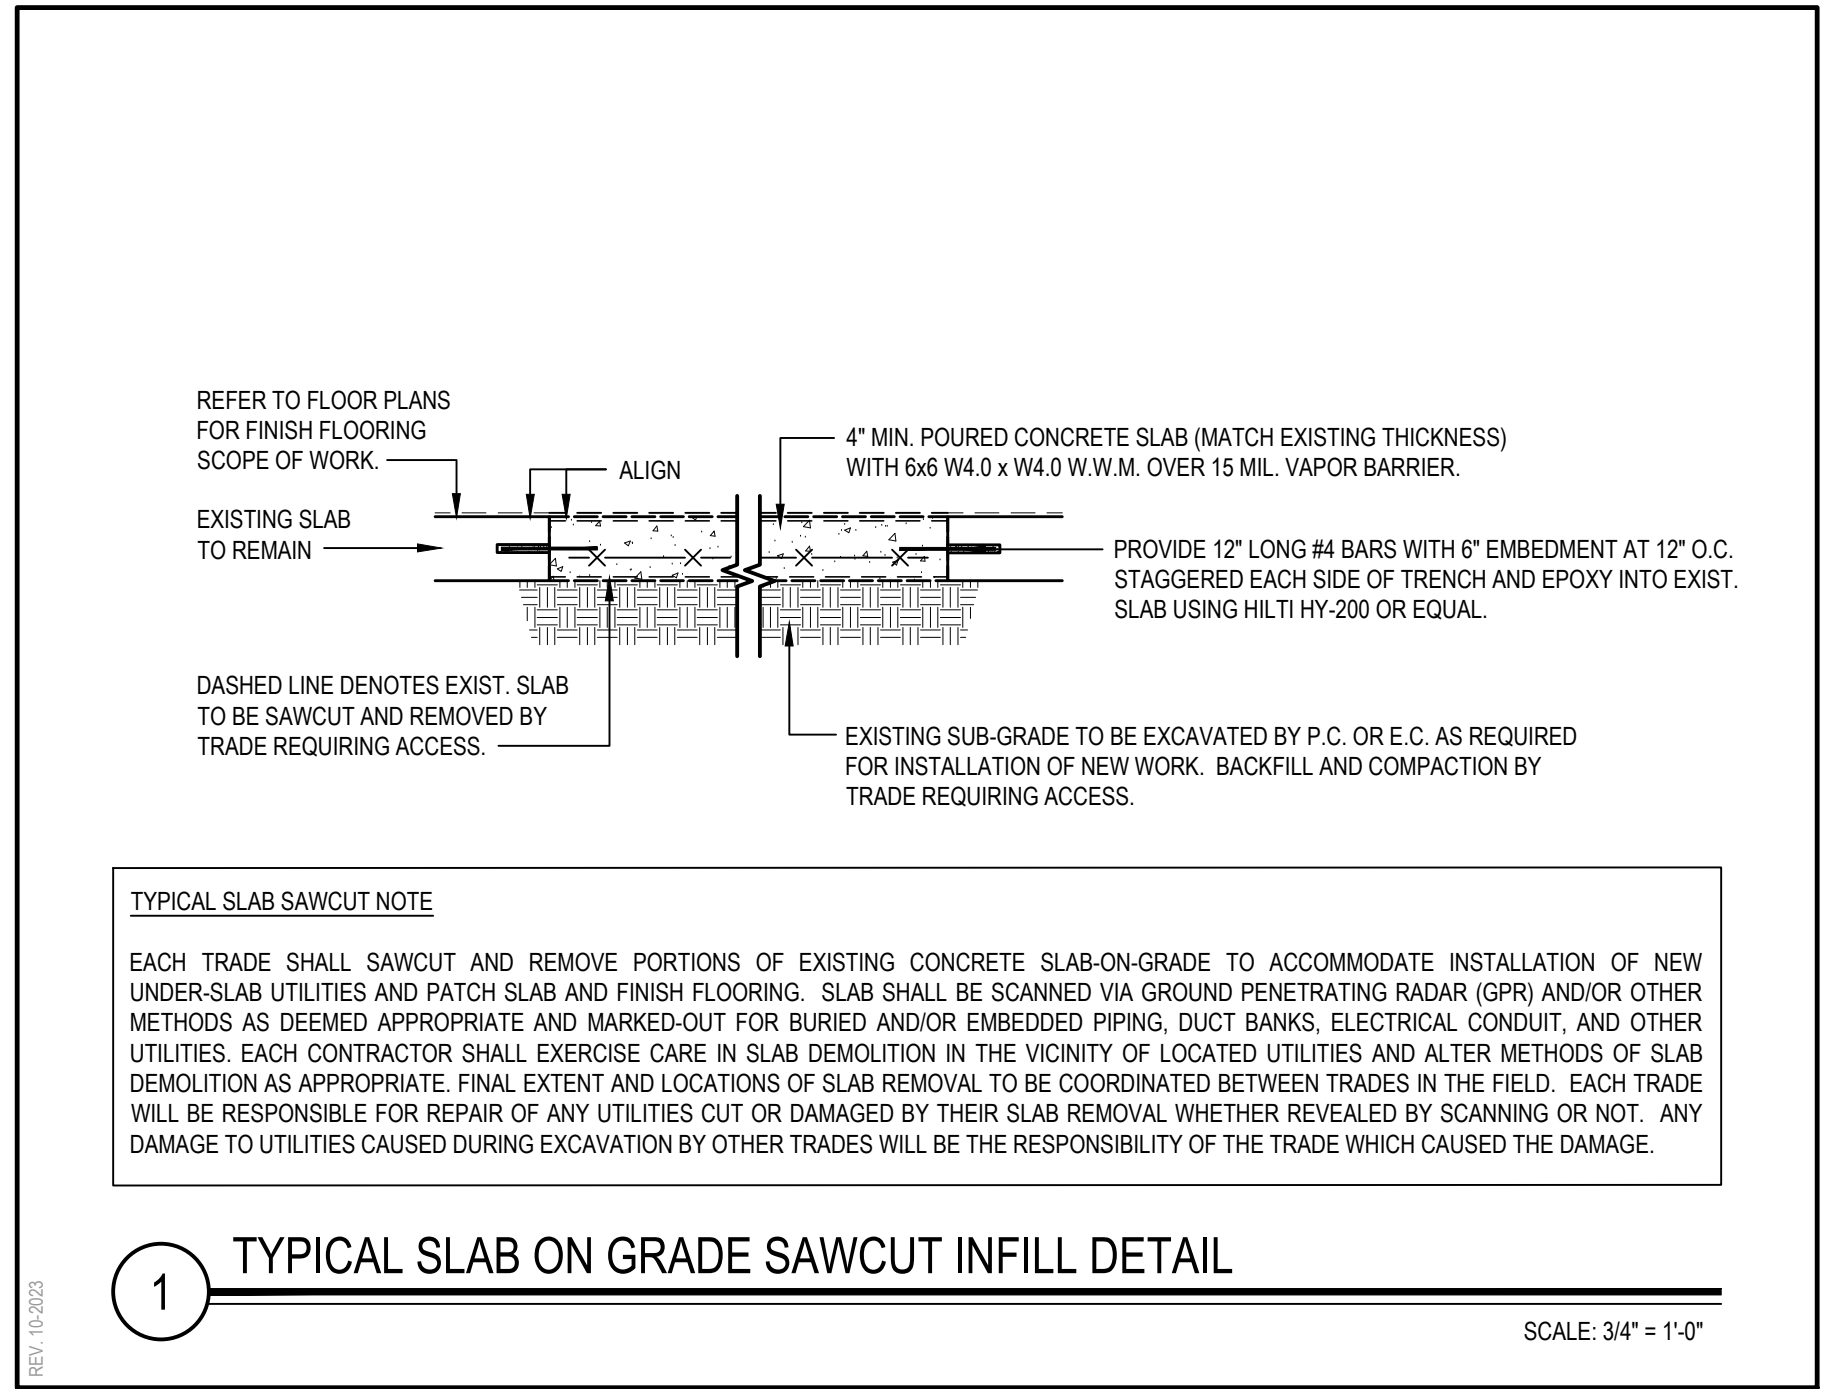 REFER TO FLOOR PLANS
FOR FINISH FLOORING
SCOPE OF WORK.
ALIGN
EXISTING SLAB
TO REMAIN
4" MIN. POURED CONCRETE SLAB (MATCH EXISTING THICKNESS)
WITH 6x6 W4.0 x W4.0 W.W.M. OVER 15 MIL. VAPOR BARRIER.
PROVIDE 12" LONG #4 BARS WITH 6" EMBEDMENT AT 12" O.C.
STAGGERED EACH SIDE OF TRENCH AND EPOXY INTO EXIST.
SLAB USING HILTI HY-200 OR EQUAL.
DASHED LINE DENOTES EXIST. SLAB
TO BE SAWCUT AND REMOVED BY
TRADE REQUIRING ACCESS.
EXISTING SUB-GRADE TO BE EXCAVATED BY P.C. OR E.C. AS REQUIRED
FOR INSTALLATION OF NEW WORK. BACKFILL AND COMPACTION BY
TRADE REQUIRING ACCESS.
TYPICAL SLAB SAWCUT NOTE
EACH TRADE SHALL SAWCUT AND REMOVE PORTIONS OF EXISTING CONCRETE SLAB-ON-GRADE TO ACCOMMODATE INSTALLATION OF NEW
UNDER-SLAB UTILITIES AND PATCH SLAB AND FINISH FLOORING. SLAB SHALL BE SCANNED VIA GROUND PENETRATING RADAR (GPR) AND/OR OTHER
METHODS AS DEEMED APPROPRIATE AND MARKED-OUT FOR BURIED AND/OR EMBEDDED PIPING, DUCT BANKS, ELECTRICAL CONDUIT, AND OTHER
UTILITIES. EACH CONTRACTOR SHALL EXERCISE CARE IN SLAB DEMOLITION IN THE VICINITY OF LOCATED UTILITIES AND ALTER METHODS OF SLAB
DEMOLITION AS APPROPRIATE. FINAL EXTENT AND LOCATIONS OF SLAB REMOVAL TO BE COORDINATED BETWEEN TRADES IN THE FIELD. EACH TRADE
WILL BE RESPONSIBLE FOR REPAIR OF ANY UTILITIES CUT OR DAMAGED BY THEIR SLAB REMOVAL WHETHER REVEALED BY SCANNING OR NOT. ANY
DAMAGE TO UTILITIES CAUSED DURING EXCAVATION BY OTHER TRADES WILL BE THE RESPONSIBILITY OF THE TRADE WHICH CAUSED THE DAMAGE.
1
TYPICAL SLAB ON GRADE SAWCUT INFILL DETAIL
SCALE: 3/4" = 1'-0"
REV. 10-2023